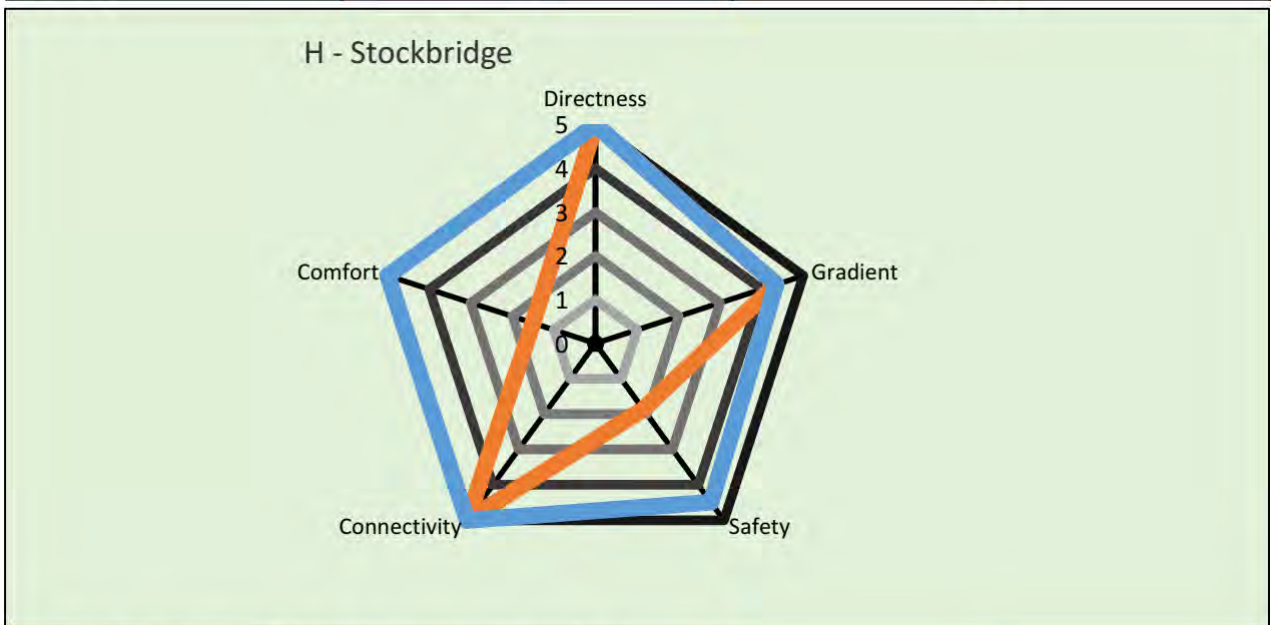 H - Stockbridge
Directness
5
4
3
2
1
0
Comfort
Gradient
Connectivity
Safety